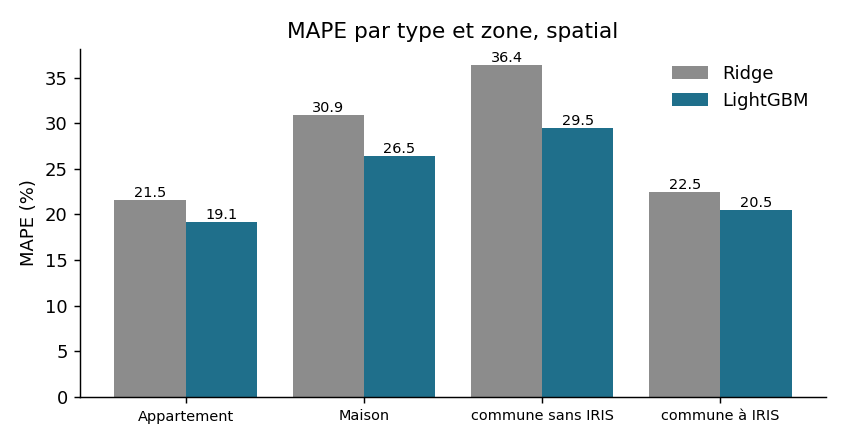 MAPE par type et zone, spatial
Ridge
LightGBM
MAPE (%)
35
30
25
20
15
10
5
0
21.5
19.1
30.9
26.5
36.4
29.5
22.5
20.5
Appartement
Maison
commune sans IRIS
commune à IRIS